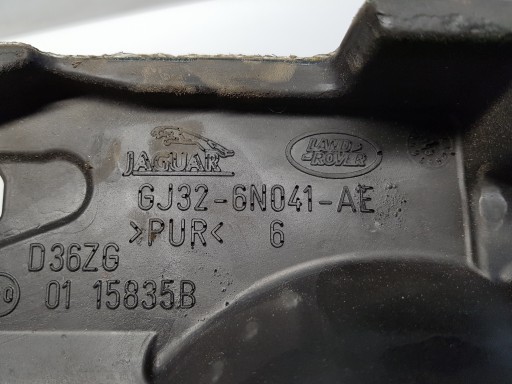 JAGUAR LAND ROVER
GJ32-6N041-AE
>PUR< 6
D36ZG
01 15835B